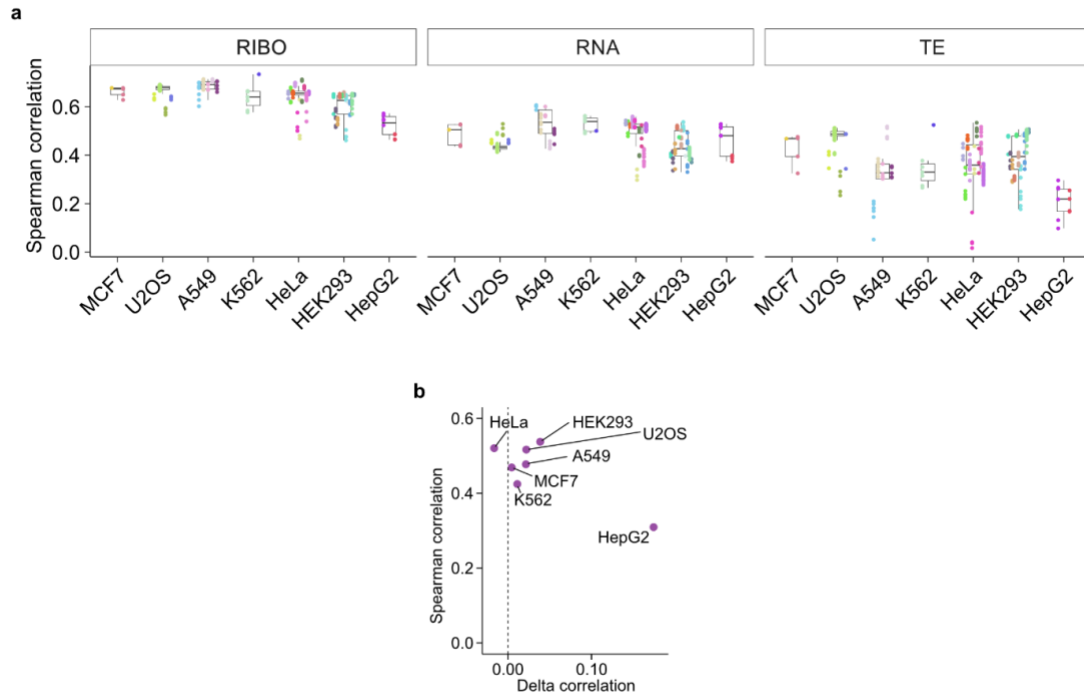 a
RIBO
RNA
TE
Spearman correlation
0.6
0.4
0.2
0.0
MCF7
U2OS
A549
K562
HeLa
HEK293
HepG2
MCF7
U2OS
A549
K562
HeLa
HEK293
HepG2
MCF7
U2OS
A549
K562
HeLa
HEK293
HepG2
b
Spearman correlation
0.6
0.4
0.2
0.0
HeLa
HEK293
U2OS
A549
MCF7
K562
HepG2
0.00
0.10
Delta correlation